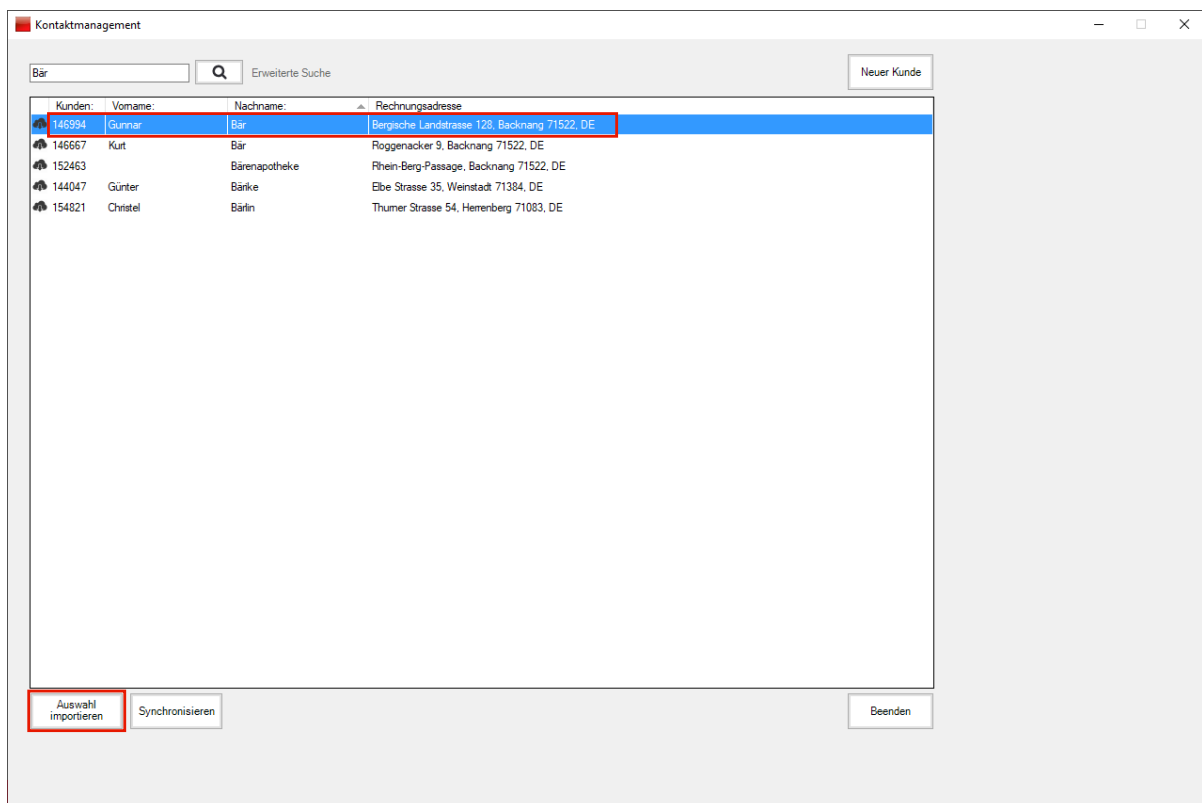 Kontaktmanagement
Bär
Erweiterte Suche
Neuer Kunde
Kunden: Vorname: Nachname: Rechnungsadresse
146994 Gunnar Bär Bergische Landstrasse 128, Backnang 71522, DE
146667 Kurt Bär Roggenacker 9, Backnang 71522, DE
152463 Bärenapotheke Rhein-Berg-Passage, Backnang 71522, DE
144047 Günter Bärike Elbe Strasse 35, Weinstadt 71384, DE
154821 Christel Bärlin Thurner Strasse 54, Herrenberg 71083, DE
Auswahl
importieren
Synchronisieren
Beenden